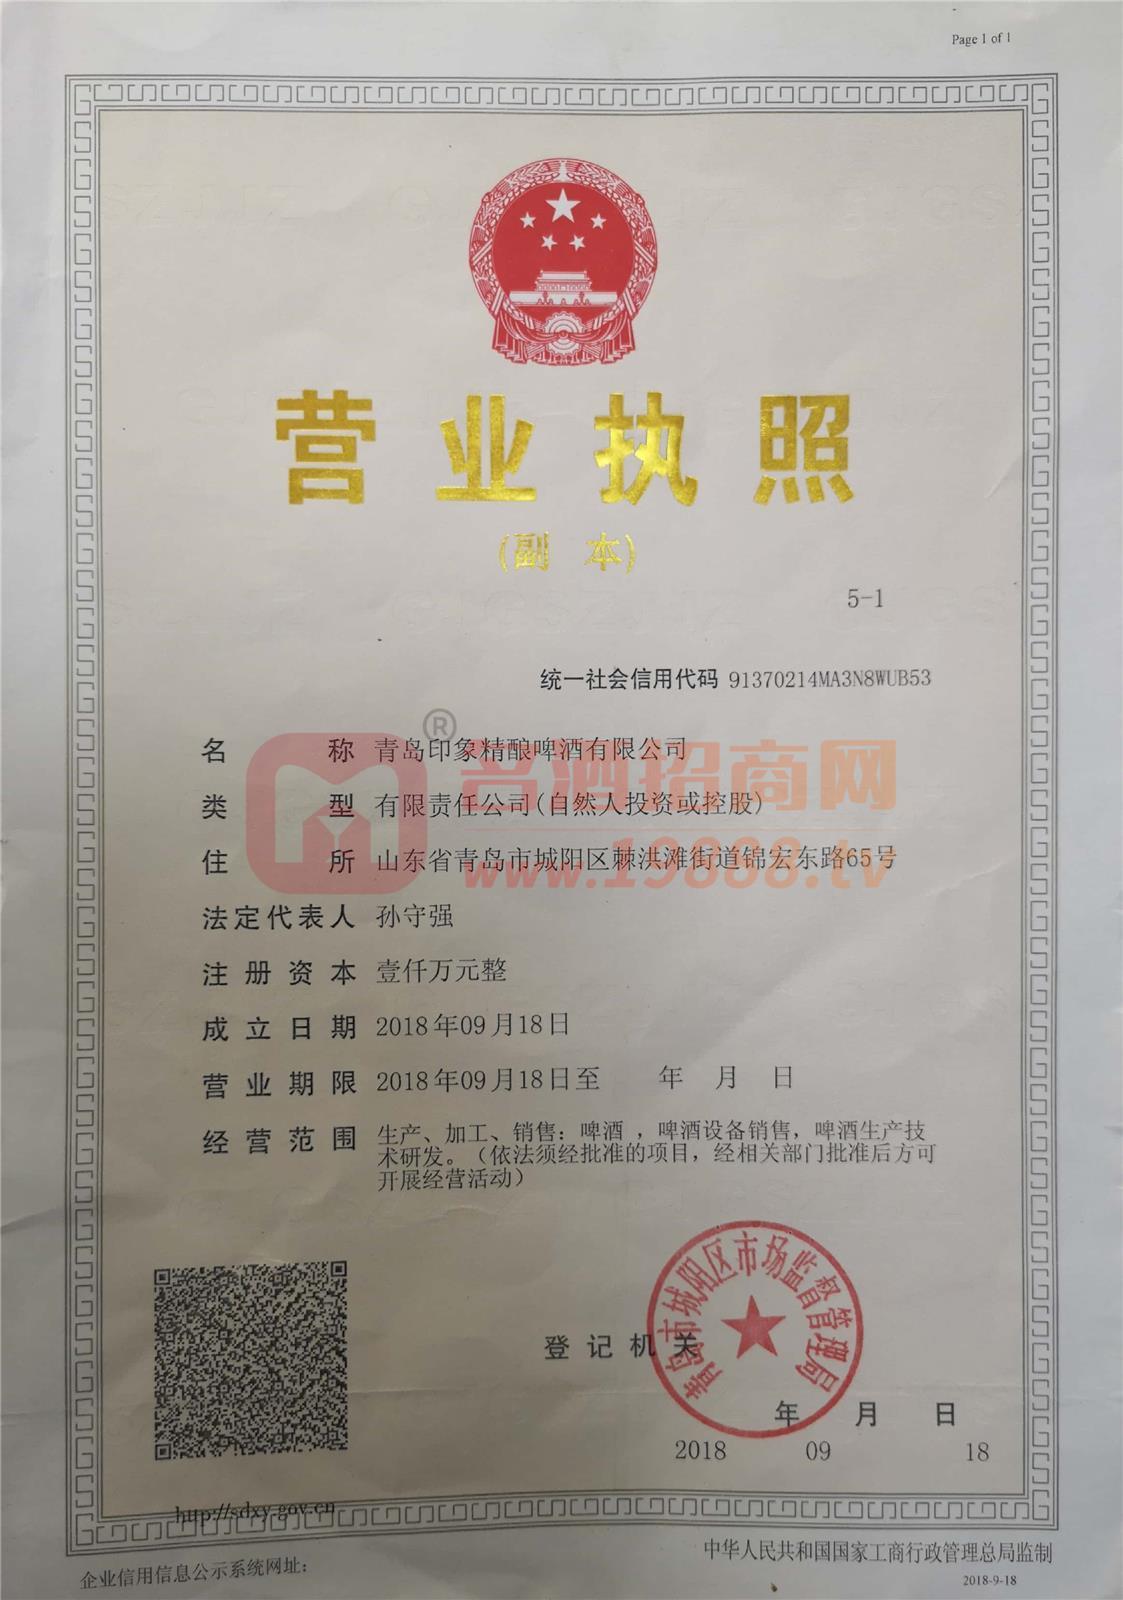 Page 1 of 1
营业执照
(副 本)
5-1
统一社会信用代码 91370214MA3N8WUB53
名 称 青岛印象精酿啤酒有限公司
类 型 有限责任公司(自然人投资或控股)
住 所 山东省青岛市城阳区棘洪滩街道锦宏东路65号
法定代表人 孙守强
注册资本 壹仟万元整
成立日期 2018年09月18日
营业期限 2018年09月18日至 年 月 日
经营范围 生产、加工、销售：啤酒 ，啤酒设备销售，啤酒生产技
术研发。（依法须经批准的项目，经相关部门批准后方可
开展经营活动）
®
名酒招商网
www.19888.tv
青岛市城阳区市场监督管理局
登记机关
年 月 日
2018 09 18
http://sdxy.gov.cn
企业信用信息公示系统网址：
中华人民共和国国家工商行政管理总局监制
2018-9-18